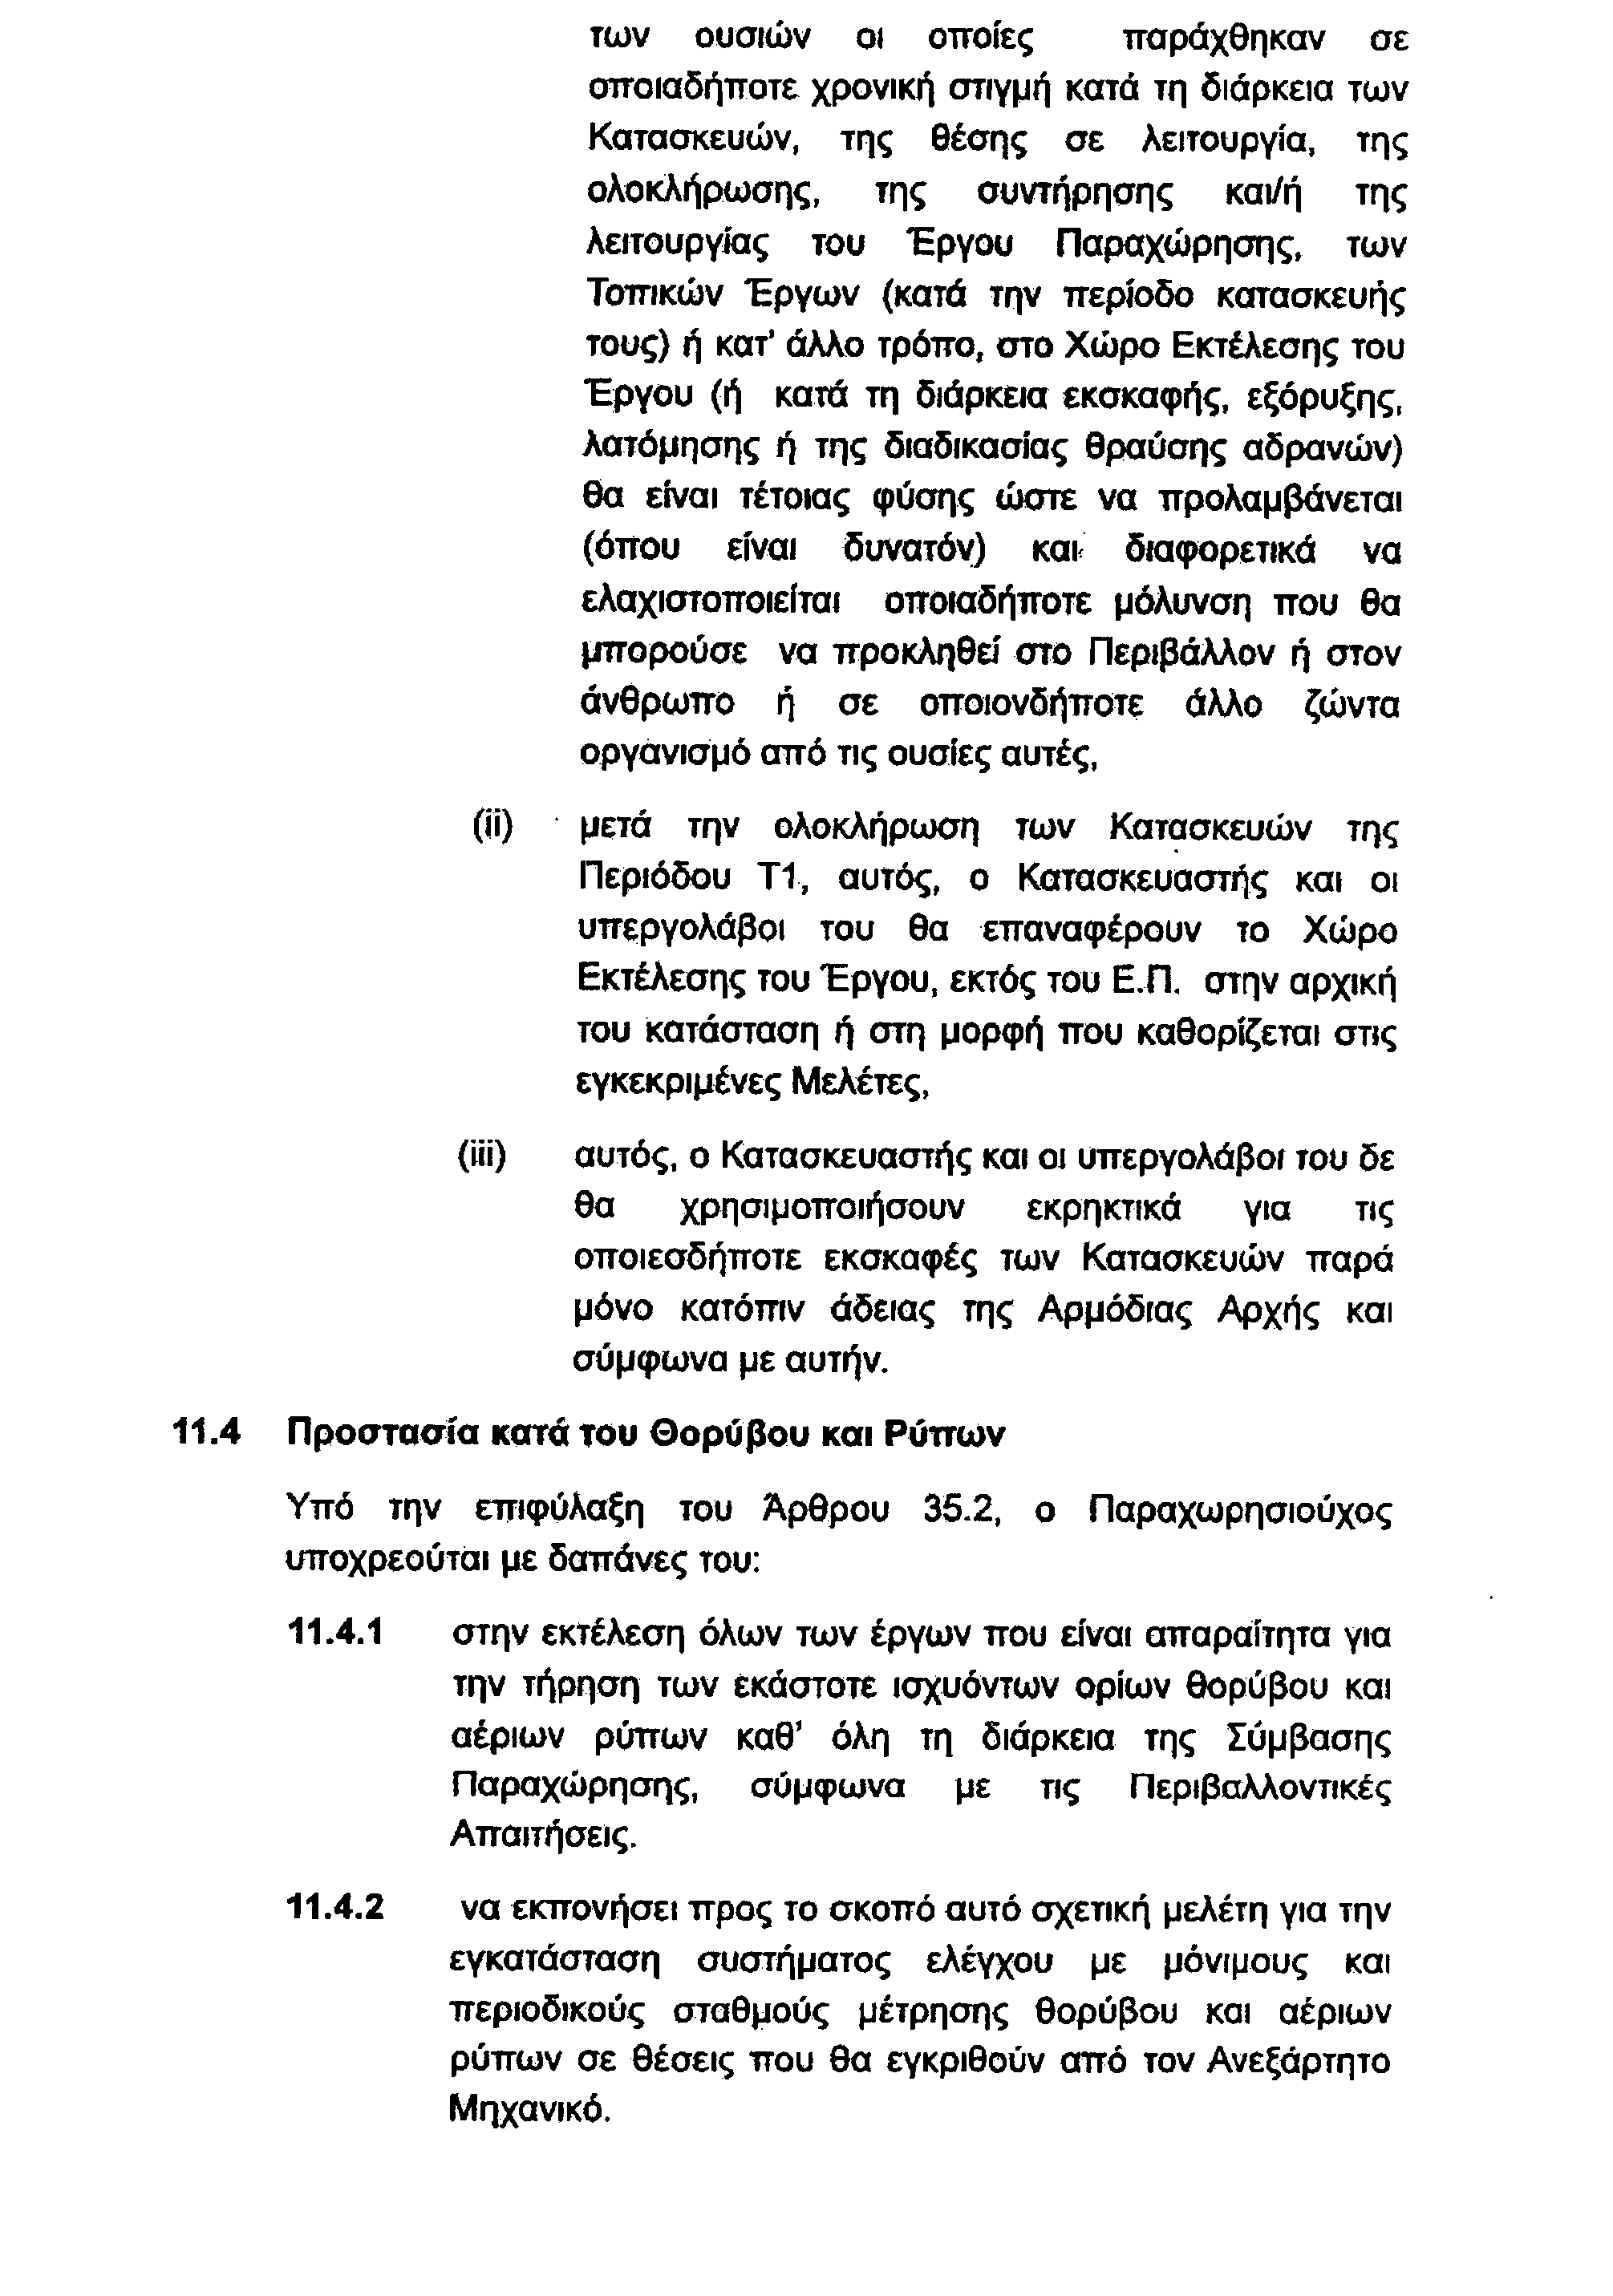 των ουσιών οι οποίες παράχθηκαν σε
οποιαδήποτε χρονική στιγμή κατά τη διάρκεια των
Κατασκευών, της θέσης σε λειτουργία, της
ολοκλήρωσης, της συντήρησης και/ή της
λειτουργίας του Έργου Παραχώρησης, των
Τοπικών Έργων (κατά την περίοδο κατασκευής
τους) ή κατ' άλλο τρόπο, στο Χώρο Εκτέλεσης του
Έργου (ή κατά τη διάρκεια εκσκαφής, εξόρυξης,
λατόμησης ή της διαδικασίας θραύσης αδρανών)
θα είναι τέτοιας φύσης ώστε να προλαμβάνεται
(όπου είναι δυνατόν) και διαφορετικά να
ελαχιστοποιείται οποιαδήποτε μόλυνση που θα
μπορούσε να προκληθεί στο Περιβάλλον ή στον
άνθρωπο ή σε οποιονδήποτε άλλο ζώντα
οργανισμό από τις ουσίες αυτές,
(ii) μετά την ολοκλήρωση των Κατασκευών της
Περιόδου Τ1, αυτός, ο Κατασκευαστής και οι
υπεργολάβοι του θα επαναφέρουν το Χώρο
Εκτέλεσης του Έργου, εκτός του Ε.Π. στην αρχική
του κατάσταση ή στη μορφή που καθορίζεται στις
εγκεκριμένες Μελέτες,
(iii) αυτός, ο Κατασκευαστής και οι υπεργολάβοι του δε
θα χρησιμοποιήσουν εκρηκτικά για τις
οποιεσδήποτε εκσκαφές των Κατασκευών παρά
μόνο κατόπιν άδειας της Αρμόδιας Αρχής και
σύμφωνα με αυτήν.
11.4 Προστασία κατά του Θορύβου και Ρύπων
Υπό την επιφύλαξη του Άρθρου 35.2, ο Παραχωρησιούχος
υποχρεούται με δαπάνες του:
11.4.1 στην εκτέλεση όλων των έργων που είναι απαραίτητα για
την τήρηση των εκάστοτε ισχυόντων ορίων θορύβου και
αέριων ρύπων καθ' όλη τη διάρκεια της Σύμβασης
Παραχώρησης, σύμφωνα με τις Περιβαλλοντικές
Απαιτήσεις.
11.4.2 να εκπονήσει προς το σκοπό αυτό σχετική μελέτη για την
εγκατάσταση συστήματος ελέγχου με μόνιμους και
περιοδικούς σταθμούς μέτρησης θορύβου και αέριων
ρύπων σε θέσεις που θα εγκριθούν από τον Ανεξάρτητο
Μηχανικό.